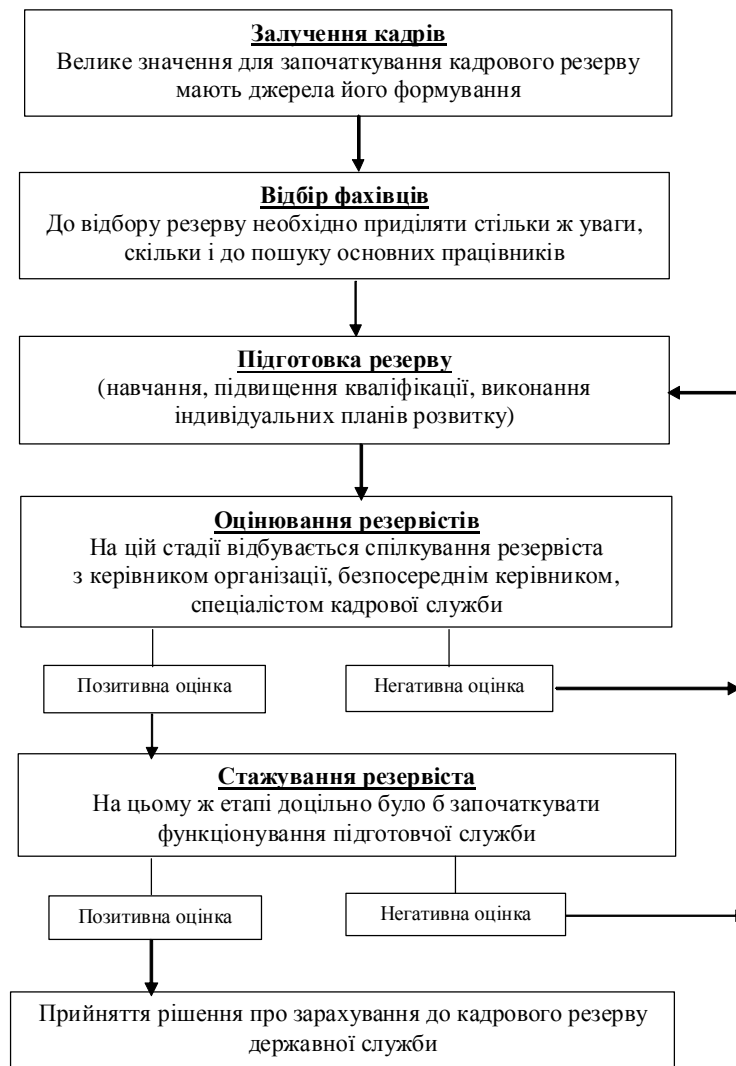 Залучення кадрів
Велике значення для започаткування кадрового резерву
мають джерела його формування
Відбір фахівців
До відбору резерву необхідно приділяти стільки ж уваги,
скільки і до пошуку основних працівників
Підготовка резерву
(навчання, підвищення кваліфікації, виконання
індивідуальних планів розвитку)
Оцінювання резервістів
На цій стадії відбувається спілкування резервіста
з керівником організації, безпосереднім керівником,
спеціалістом кадрової служби
Позитивна оцінка
Негативна оцінка
Стажування резервіста
На цьому ж етапі доцільно було б започаткувати
функціонування підготовчої служби
Позитивна оцінка
Негативна оцінка
Прийняття рішення про зарахування до кадрового резерву
державної служби